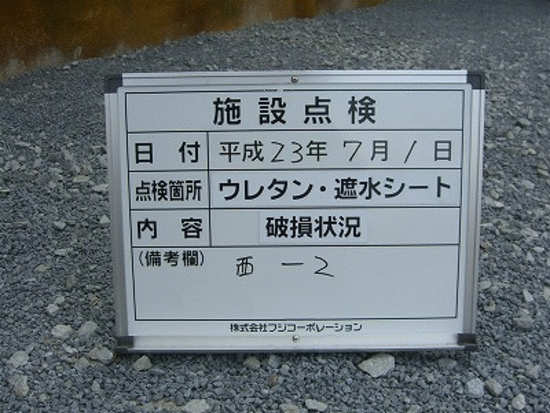 施設点検
日付 平成23年7月1日
点検箇所 ウレタン・遮水シート
内容 破損状況
(備考欄)
西-2
株式会社フジコーポレーション